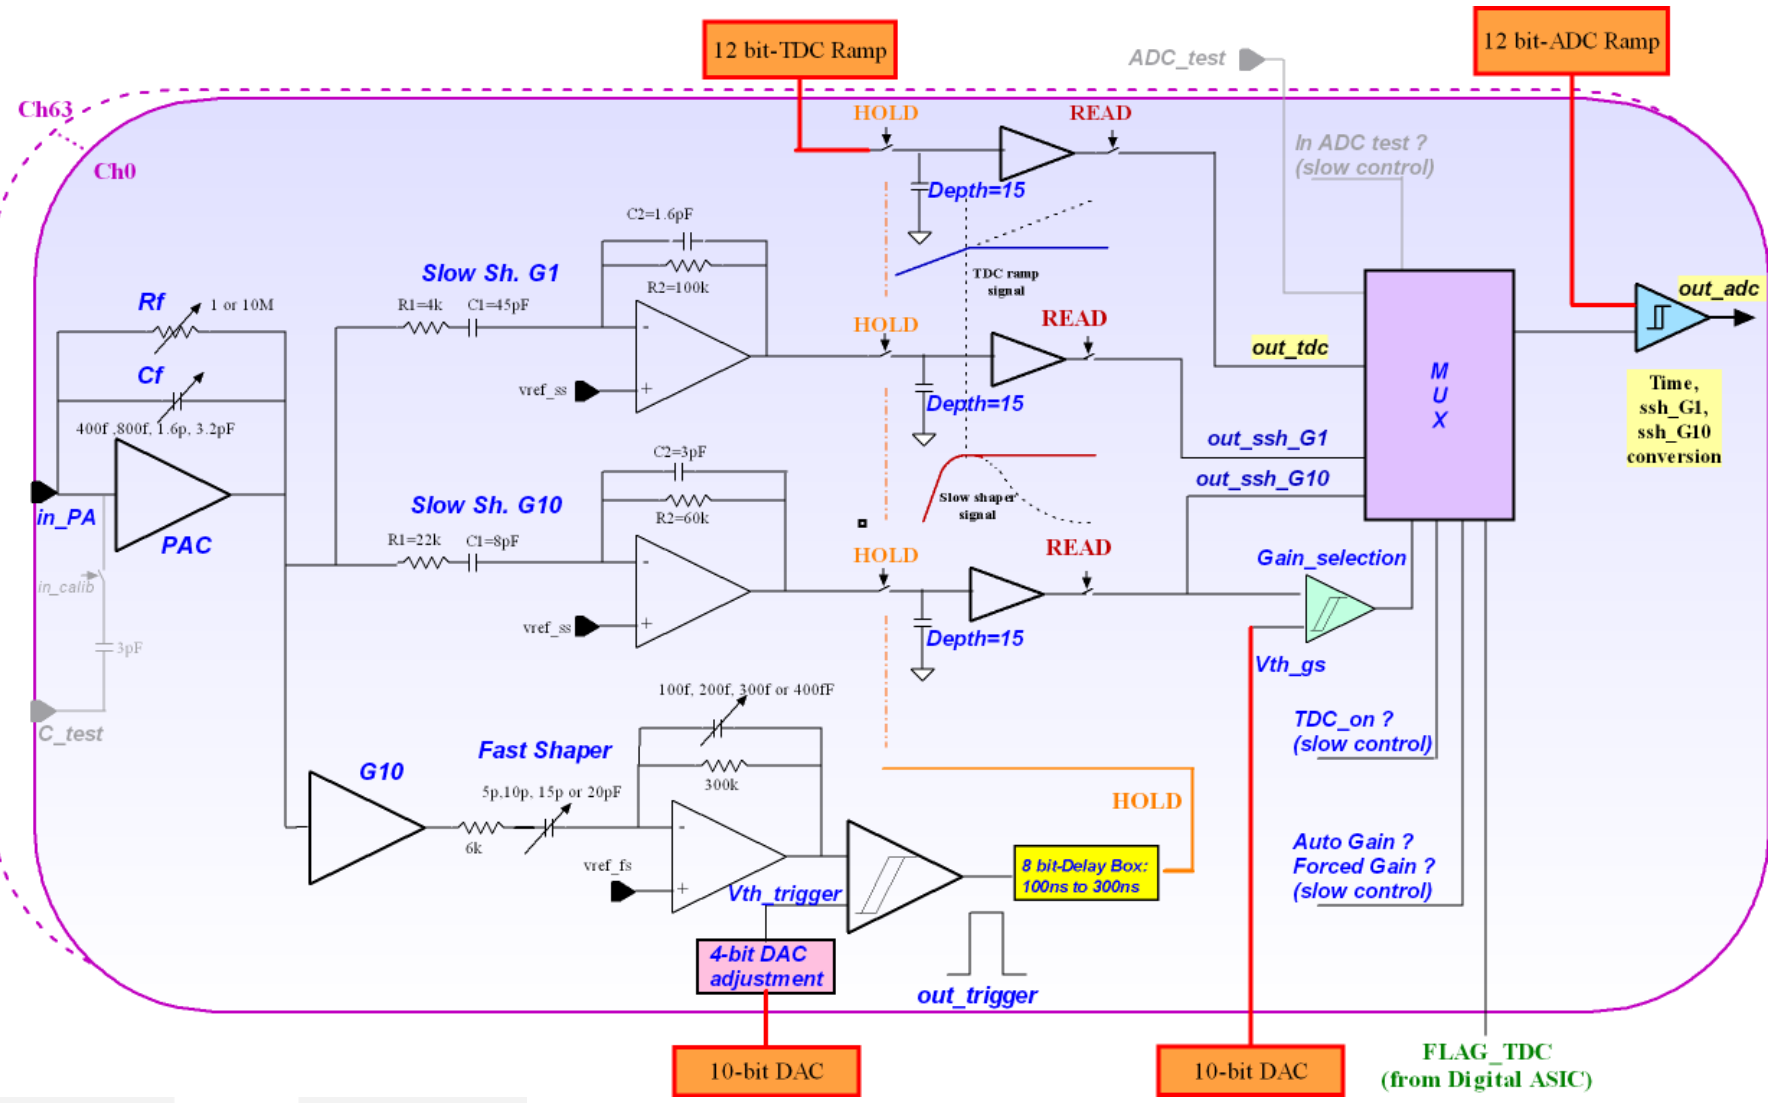 12 bit-TDC Ramp
12 bit-ADC Ramp
ADC_test
Ch63
Ch0
HOLD
READ
In ADC test ?
(slow control)
Depth=15
C2=1.6pF
R2=100k
Slow Sh. G1
R1=4k
C1=45pF
TDC ramp
signal
Rf
1 or 10M
Cf
400f ,800f, 1.6p, 3.2pF
HOLD
READ
vref_ss
-
+
Depth=15
out_tdc
out_adc
M
U
X
Time,
ssh_G1,
ssh_G10
conversion
out_ssh_G1
out_ssh_G10
in_PA
PAC
C2=3pF
R2=60k
Slow Sh. G10
R1=22k
C1=8pF
Slow shaper
signal
HOLD
READ
vref_ss
-
+
Depth=15
Gain_selection
Vth_gs
in_calib
3pF
C_test
TDC_on ?
(slow control)
100f, 200f, 300f or 400fF
300k
Fast Shaper
G10
5p,10p, 15p or 20pF
6k
vref_fs
-
+
HOLD
8 bit-Delay Box:
100ns to 300ns
Vth_trigger
Auto Gain ?
Forced Gain ?
(slow control)
4-bit DAC
adjustment
out_trigger
10-bit DAC
10-bit DAC
FLAG_TDC
(from Digital ASIC)